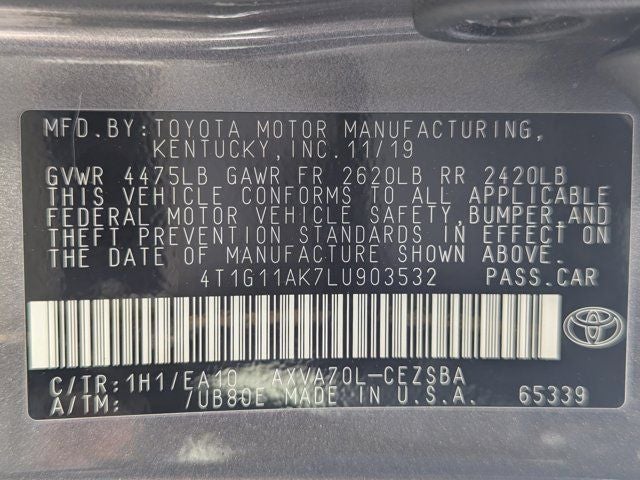 MFD. BY: TOYOTA MOTOR MANUFACTURING,
KENTUCKY, INC. 11/19
GVWR 4475LB GAWR FR 2620LB RR 2420LB
THIS VEHICLE CONFORMS TO ALL APPLICABLE
FEDERAL MOTOR VEHICLE SAFETY, BUMPER, AND
THEFT PREVENTION STANDARDS IN EFFECT ON
THE DATE OF MANUFACTURE SHOWN ABOVE.
4T1G11AK7LU903532 PASS. CAR
C/TR: 1H1/EA10 AXVA70L-CEZSBA
A/TM: /UB80E MADE IN U.S.A. 65339